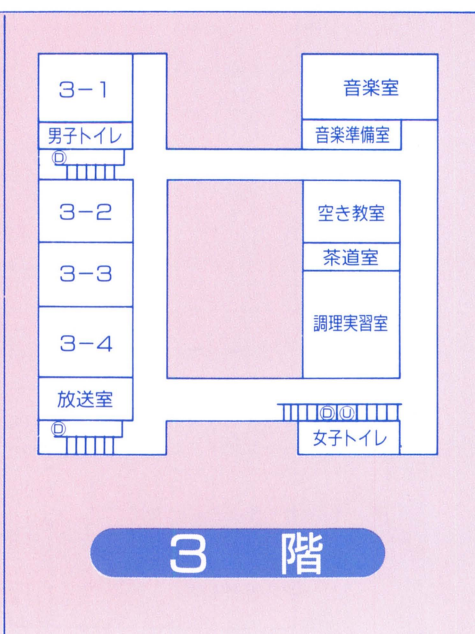 3-1
男子トイレ
D
3-2
3-3
3-4
放送室
D
音楽室
音楽準備室
空き教室
茶道室
調理実習室
D U
女子トイレ
3 階